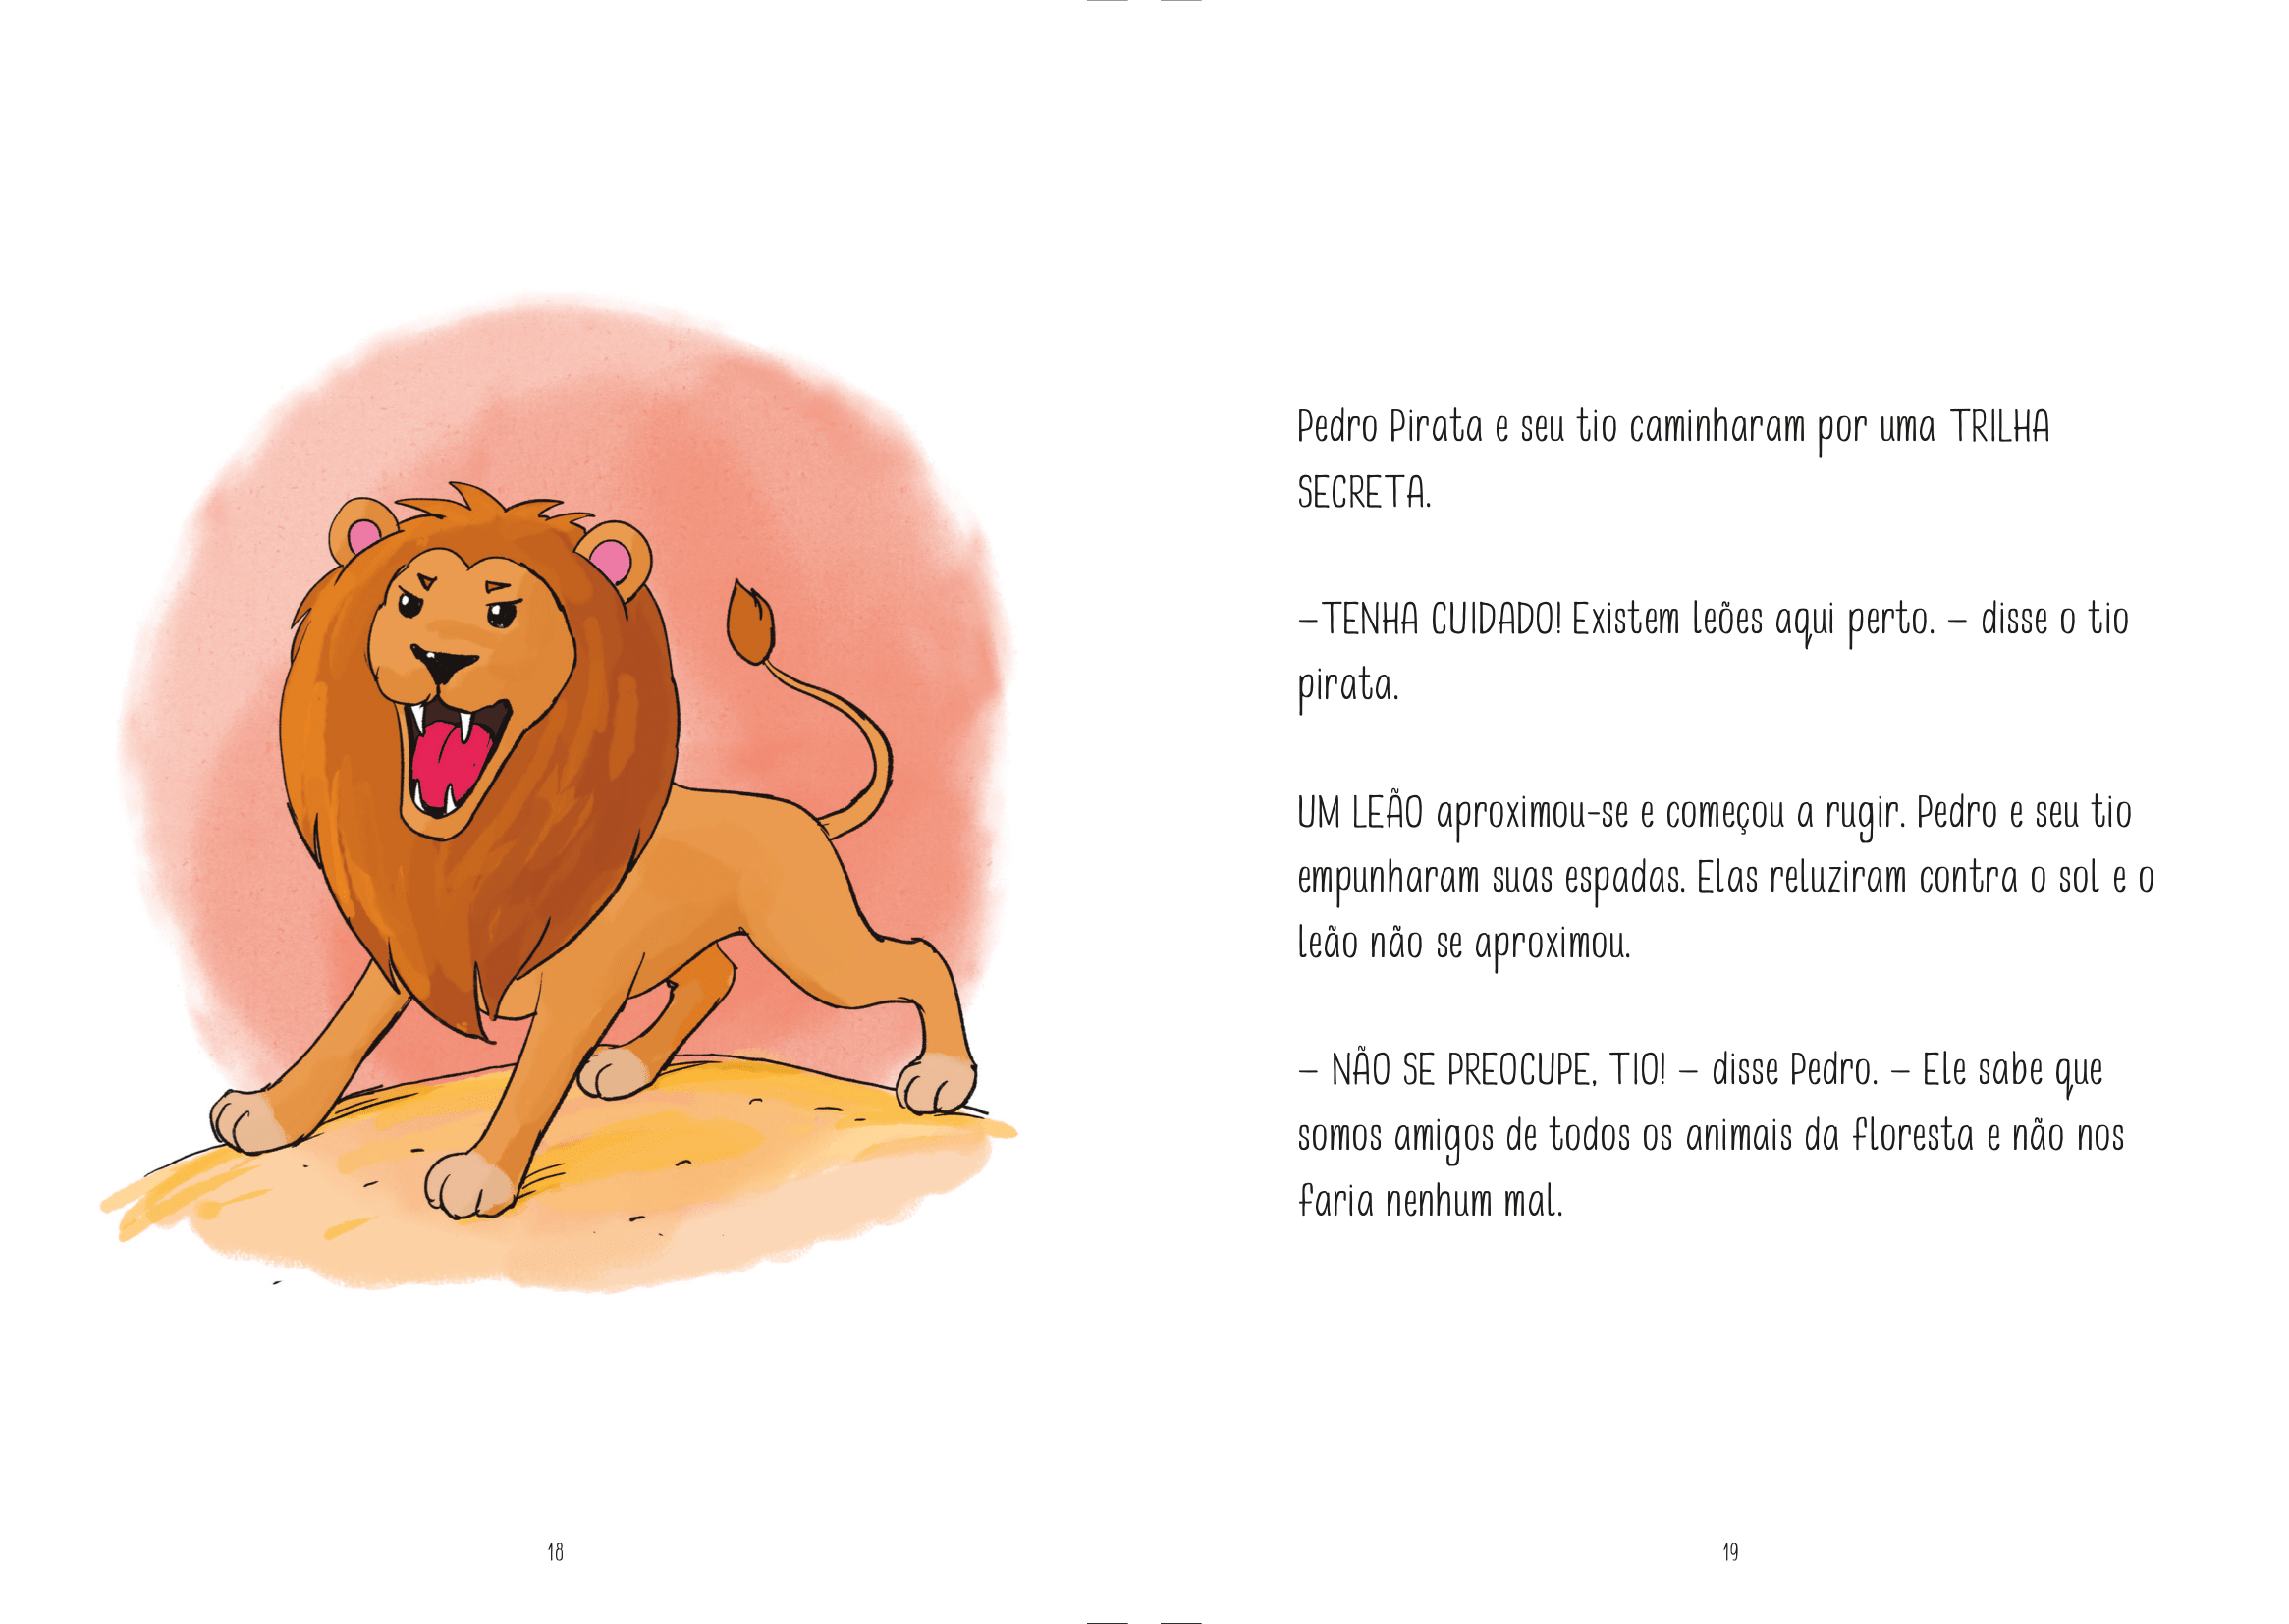 Pedro Pirata e seu tio caminharam por uma TRILHA
SECRETA.
–TENHA CUIDADO! Existem leões aqui perto. – disse o tio
pirata.
UM LEÃO aproximou-se e começou a rugir. Pedro e seu tio
empunharam suas espadas. Elas reluziram contra o sol e o
leão não se aproximou.
– NÃO SE PREOCUPE, TIO! – disse Pedro. – Ele sabe que
somos amigos de todos os animais da floresta e não nos
faria nenhum mal.
18
19